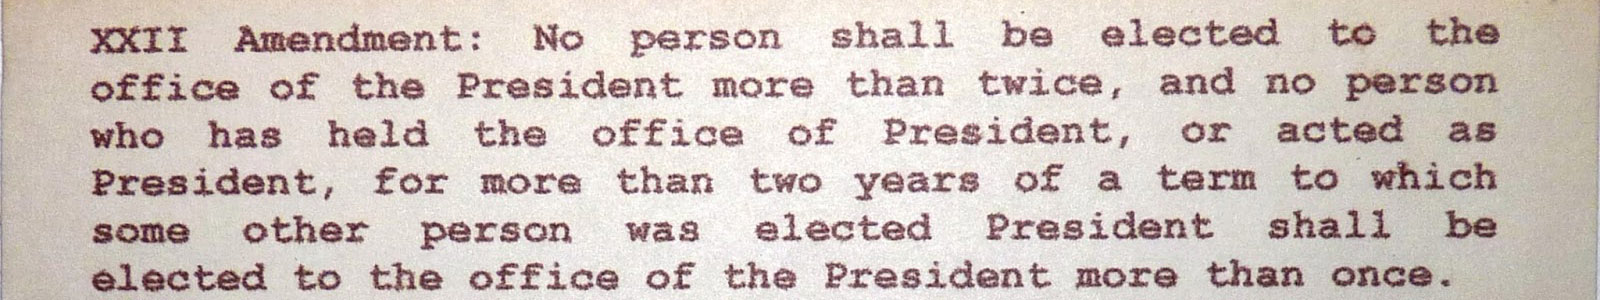 XXII Amendment: No person shall be elected to the
office of the President more than twice, and no person
who has held the office of President, or acted as
President, for more than two years of a term to which
some other person was elected President shall be
elected to the office of the President more than once.